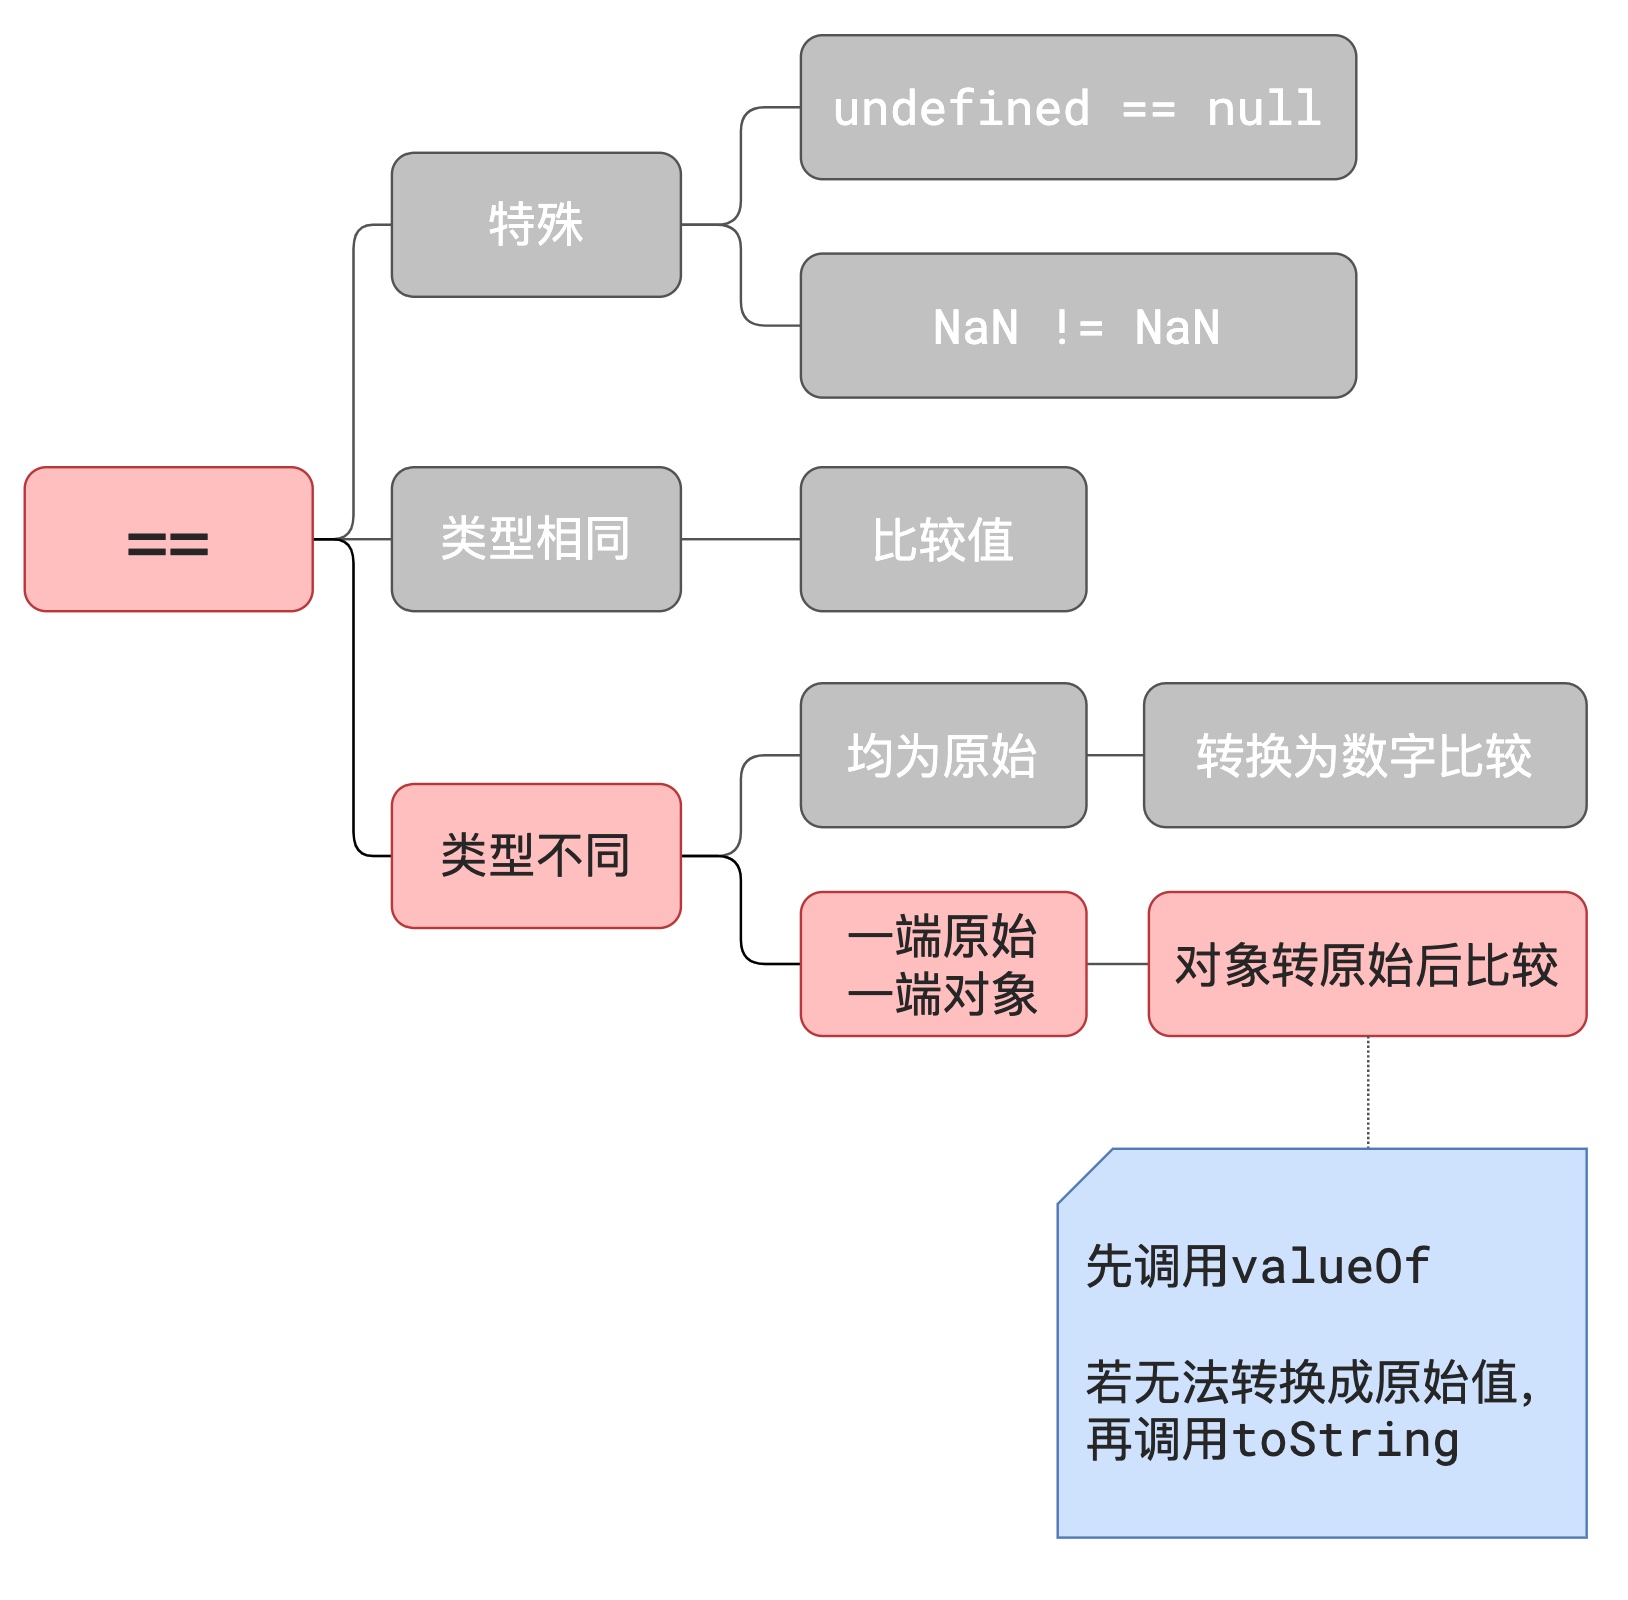 undefined == null
特殊
NaN != NaN
==
类型相同
比较值
均为原始
转换为数字比较
类型不同
一端原始
一端对象
对象转原始后比较
先调用valueOf
若无法转换成原始值，
再调用toString